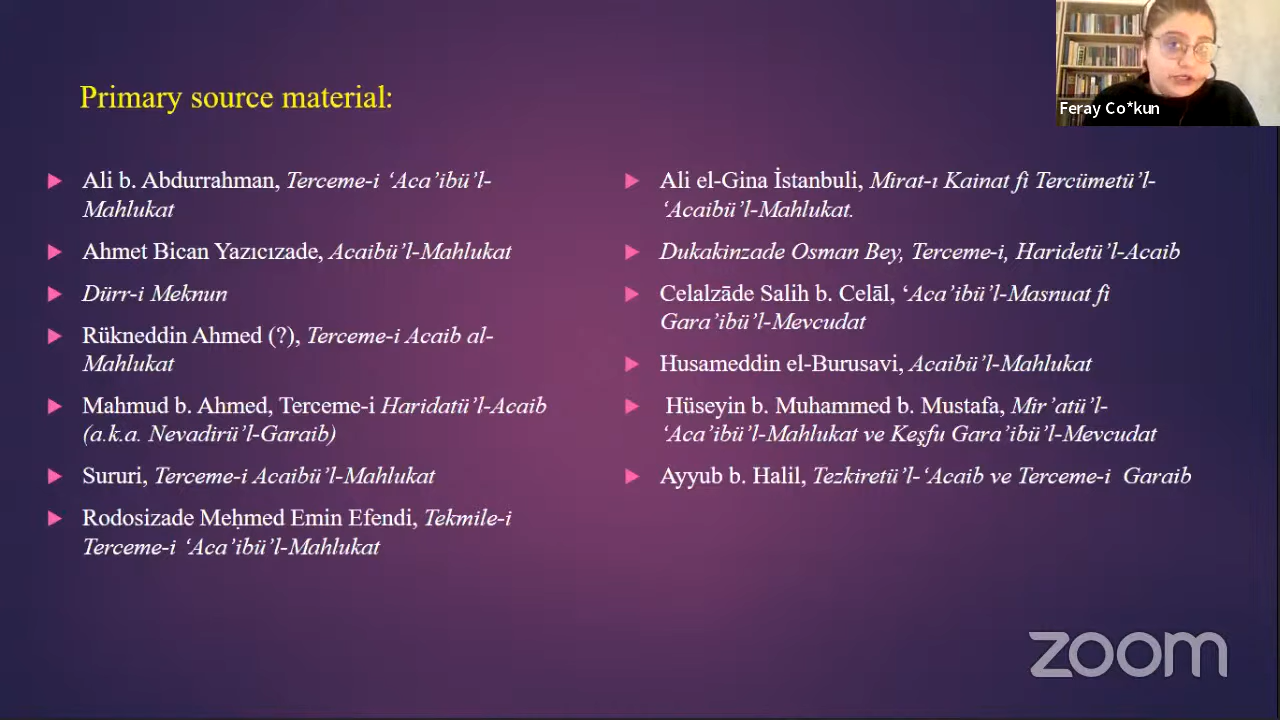 Primary source material:
Feray Co*kun
Ali b. Abdurrahman, Terceme-i ‘Aca’ibü’l-
Mahlukat
Ahmet Bican Yazıcızade, Acaibü’l-Mahlukat
Dürr-i Meknun
Rükneddin Ahmed (?), Terceme-i Acaib al-
Mahlukat
Mahmud b. Ahmed, Terceme-i Haridatü’l-Acaib
(a.k.a. Nevadirü’l-Garaib)
Sururi, Terceme-i Acaibü’l-Mahlukat
Rodosizade Meḥmed Emin Efendi, Tekmile-i
Terceme-i ‘Aca’ibü’l-Mahlukat
Ali el-Gina İstanbuli, Mirat-ı Kainat fi Tercümetü’l-
‘Acaibü’l-Mahlukat.
Dukakinzade Osman Bey, Terceme-i, Haridetü’l-Acaib
Celalzāde Salih b. Celāl, ‘Aca’ibü’l-Masnuat fi
Gara’ibü’l-Mevcudat
Husameddin el-Burusavi, Acaibü’l-Mahlukat
Hüseyin b. Muhammed b. Mustafa, Mir’atü’l-
‘Aca’ibü’l-Mahlukat ve Keşfu Gara’ibü’l-Mevcudat
Ayyub b. Halil, Tezkiretü’l-‘Acaib ve Terceme-i Garaib
zoom